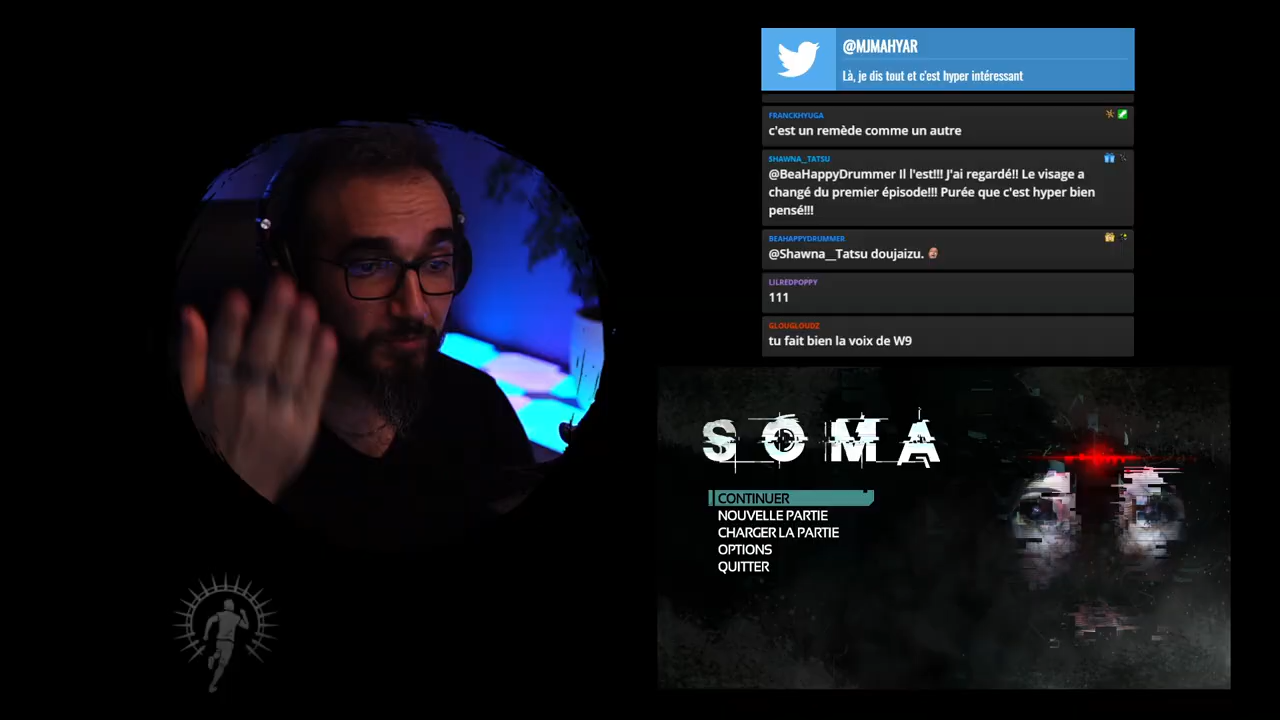 @MJMAHYAR
Là, je dis tout et c'est hyper intéressant
FRANCKHYUGA
c'est un remède comme un autre
SHAWNA__TATSU
@BeaHappyDrummer Il l'est!!! J'ai regardé!! Le visage a
changé du premier épisode!!! Purée que c'est hyper bien
pensé!!!
BEAHAPPYDRUMMER
@Shawna__Tatsu doujaizu.
LILREDPOPPY
111
GLOUGLOUDZ
tu fait bien la voix de W9
SOMA
CONTINUER
NOUVELLE PARTIE
CHARGER LA PARTIE
OPTIONS
QUITTER